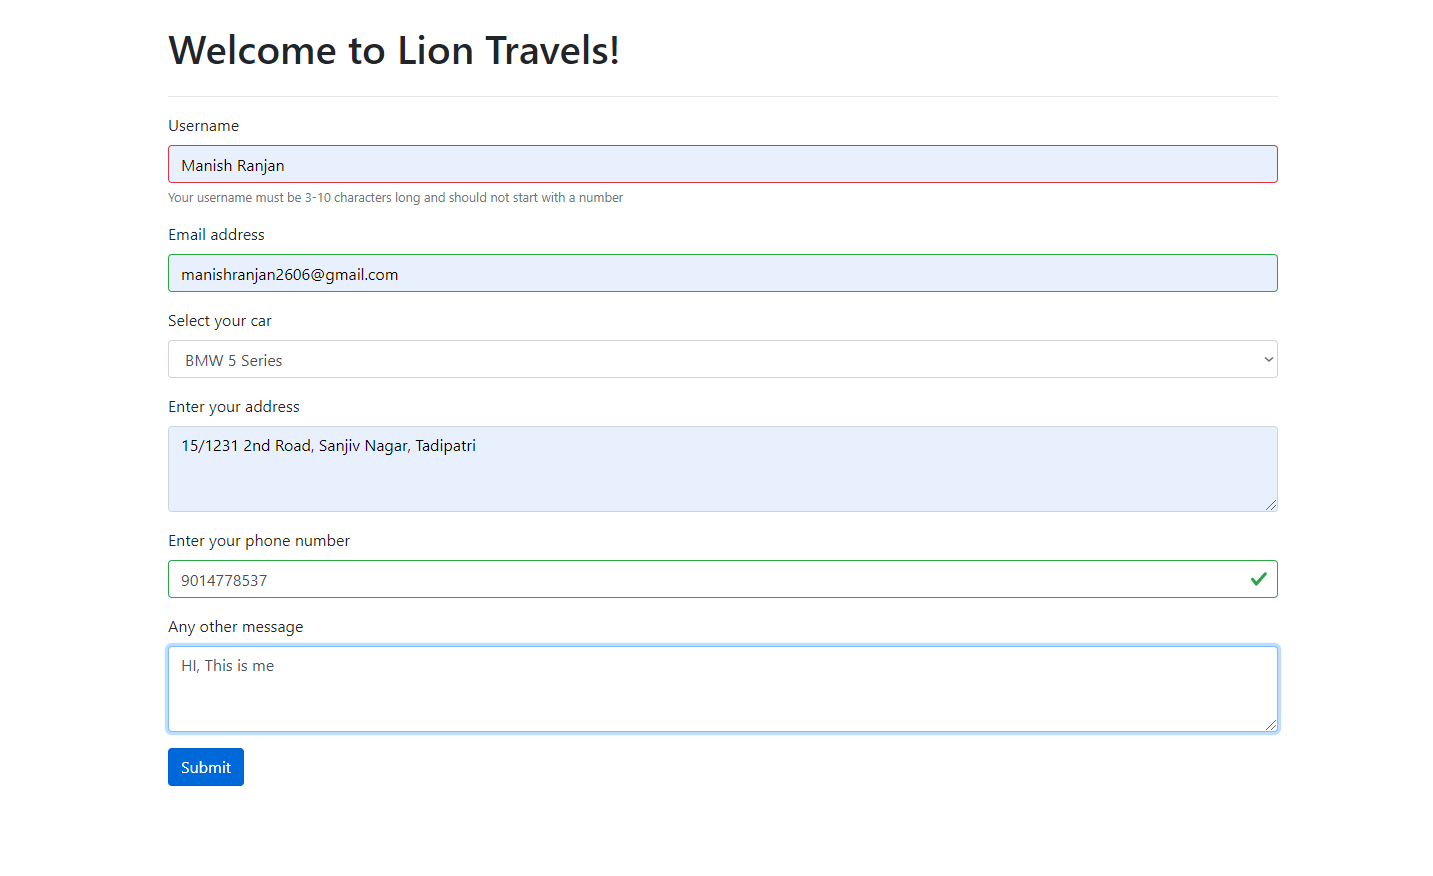 Welcome to Lion Travels!
Username
Manish Ranjan
Your username must be 3-10 characters long and should not start with a number
Email address
manishranjan2606@gmail.com
Select your car
BMW 5 Series
Enter your address
15/1231 2nd Road, Sanjiv Nagar, Tadipatri
Enter your phone number
9014778537
Any other message
HI, This is me
Submit